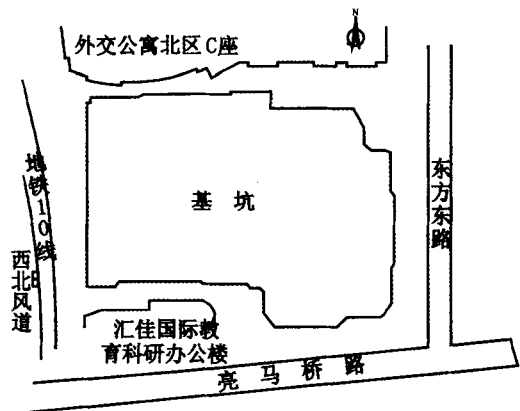 N
外交公寓北区C座
地铁10线
基 坑
东方东路
西北风道
汇佳国际教
育科研办公楼
亮马桥路